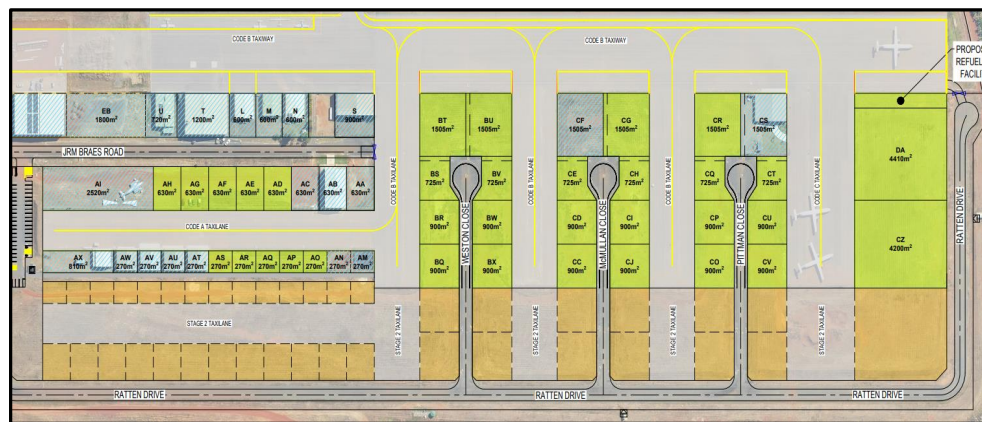 CODE B TAXIWAY
CODE B TAXIWAY
PROPOS
REFUEL
FACILI
EB
1800m²
U
720m²
T
1200m²
L
600m²
M
600m²
N
600m²
S
900m²
BT
1505m²
BU
1505m²
CF
1505m²
CG
1505m²
CR
1505m²
CS
1505m²
DA
4410m²
JRM BRAES ROAD
AI
2520m²
AH
630m²
AG
630m²
AF
630m²
AE
630m²
AD
630m²
AC
630m²
AB
630m²
AA
630m²
BS
725m²
BV
725m²
CE
725m²
CH
725m²
CQ
725m²
CT
725m²
CODE B TAXILANE
CODE B TAXILANE
CODE B TAXILANE
CODE C TAXILANE
CODE A TAXILANE
BR
900m²
BW
900m²
CD
900m²
CI
900m²
CP
900m²
CU
900m²
CZ
4200m²
WESTON CLOSE
McMULLAN CLOSE
PITTMAN CLOSE
RATTEN DRIVE
AX
810m²
AW
270m²
AV
270m²
AU
270m²
AT
270m²
AS
270m²
AR
270m²
AQ
270m²
AP
270m²
AO
270m²
AN
270m²
AM
270m²
BQ
900m²
BX
900m²
CC
900m²
CJ
900m²
CO
900m²
CV
900m²
STAGE 2 TAXILANE
STAGE 2 TAXILANE
STAGE 2 TAXILANE
STAGE 2 TAXILANE
STAGE 2 TAXILANE
RATTEN DRIVE
RATTEN DRIVE
RATTEN DRIVE